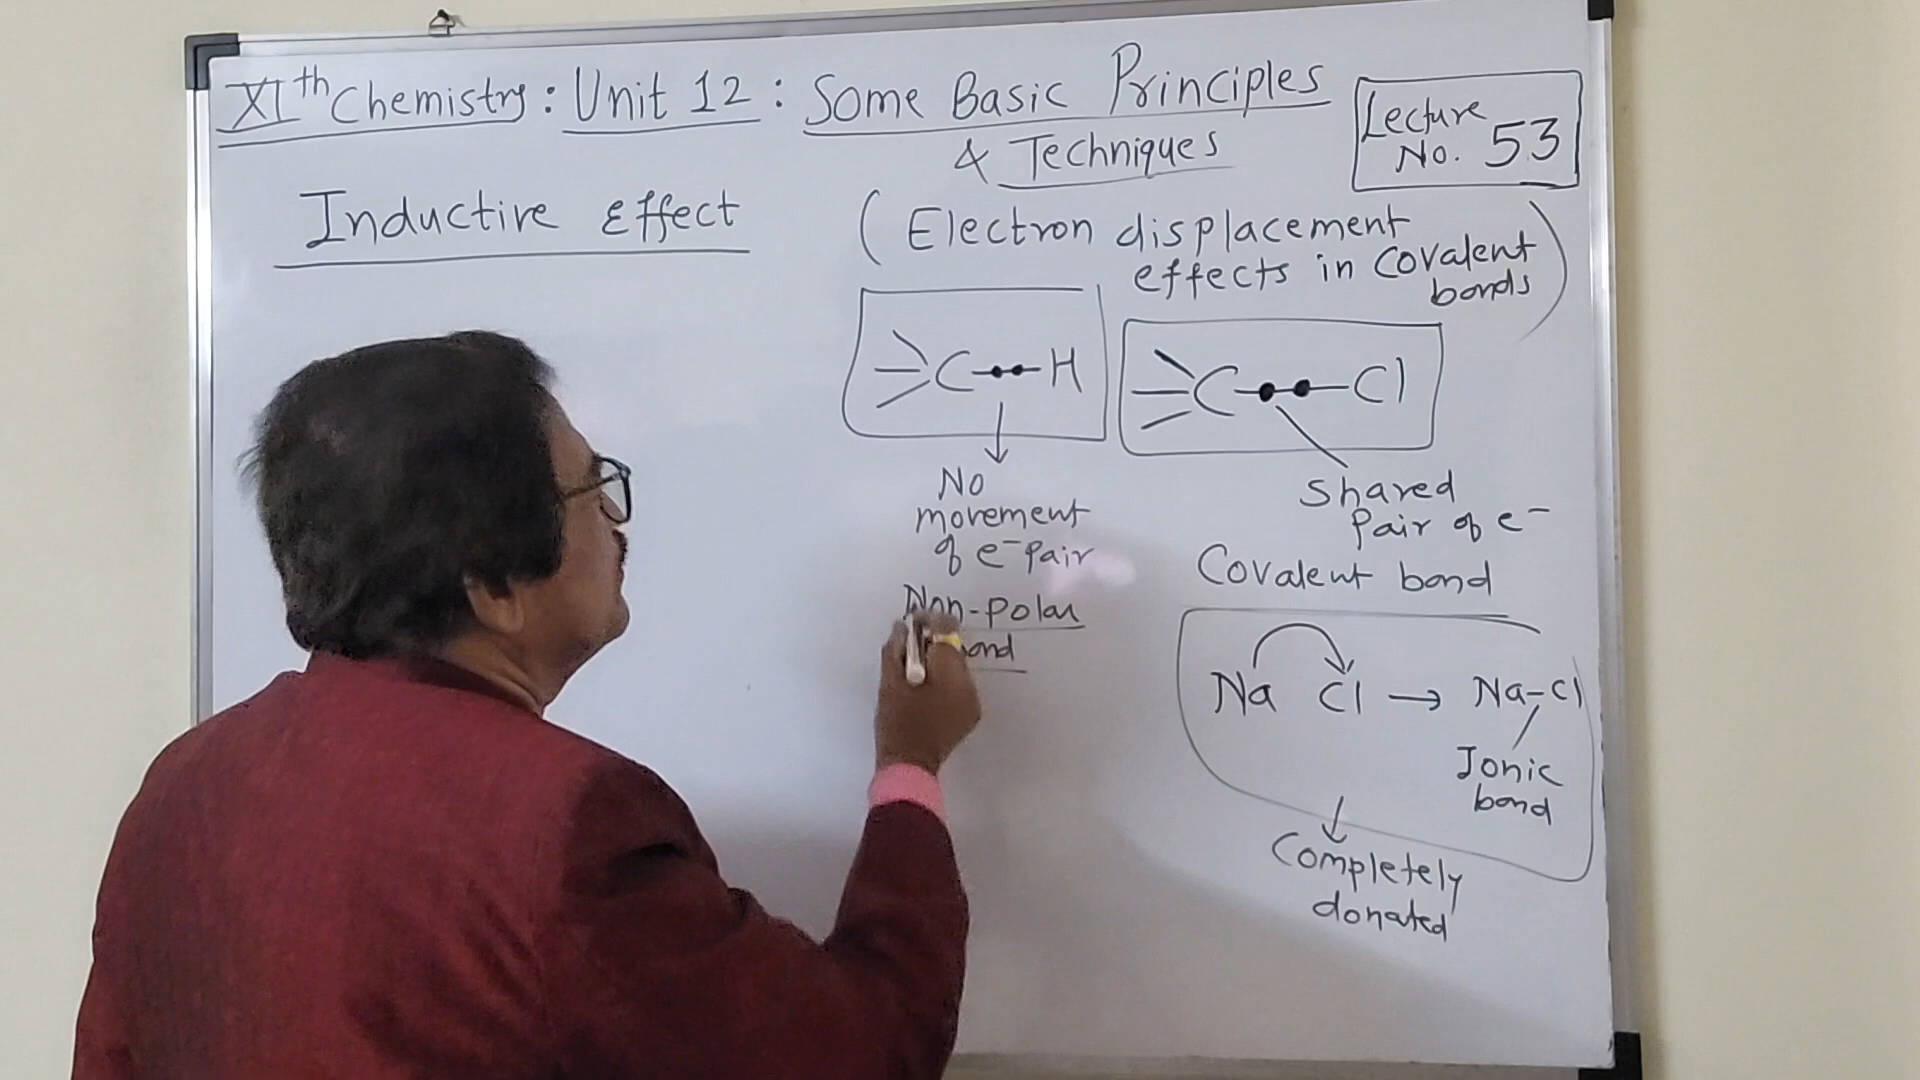 XIth Chemistry : Unit 12 : Some Basic Principles
& Techniques
Lecture
No. 53
Inductive Effect
(Electron displacement
effects in Covalent
bonds)
C—H
C—Cl
No
movement
of e⁻ pair
Non-polar
bond
Shared
Pair of e⁻
Covalent bond
Na Cl → Na-Cl
Ionic
bond
Completely
donated